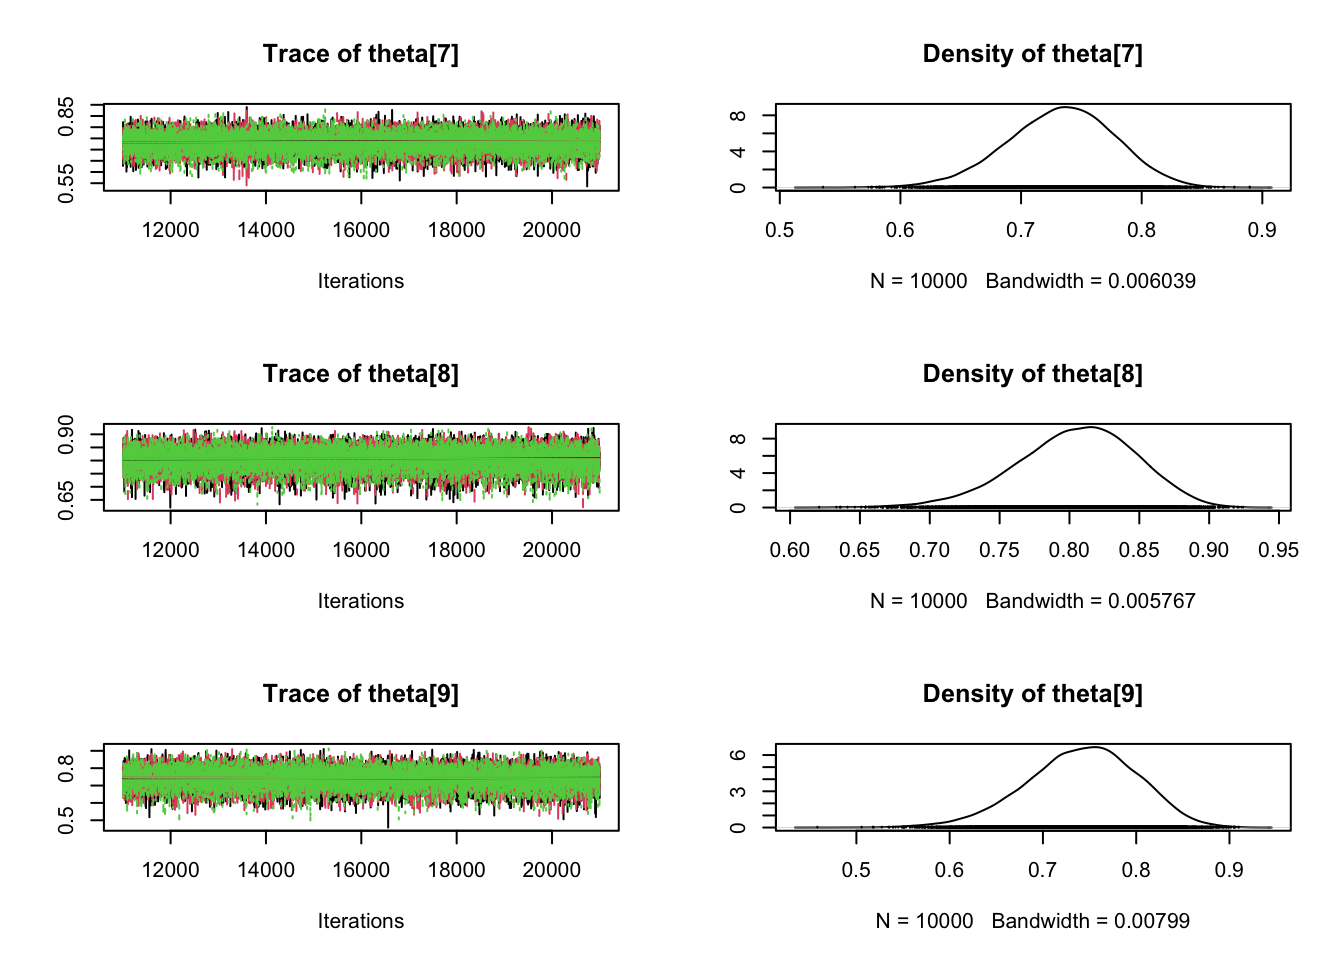 Trace of theta[7]
0.55 0.85
12000 14000 16000 18000 20000
Iterations
Density of theta[7]
0 4 8
0.5 0.6 0.7 0.8 0.9
N = 10000 Bandwidth = 0.006039
Trace of theta[8]
0.65 0.90
12000 14000 16000 18000 20000
Iterations
Density of theta[8]
0 4 8
0.60 0.65 0.70 0.75 0.80 0.85 0.90 0.95
N = 10000 Bandwidth = 0.005767
Trace of theta[9]
0.5 0.8
12000 14000 16000 18000 20000
Iterations
Density of theta[9]
0 3 6
0.5 0.6 0.7 0.8 0.9
N = 10000 Bandwidth = 0.00799